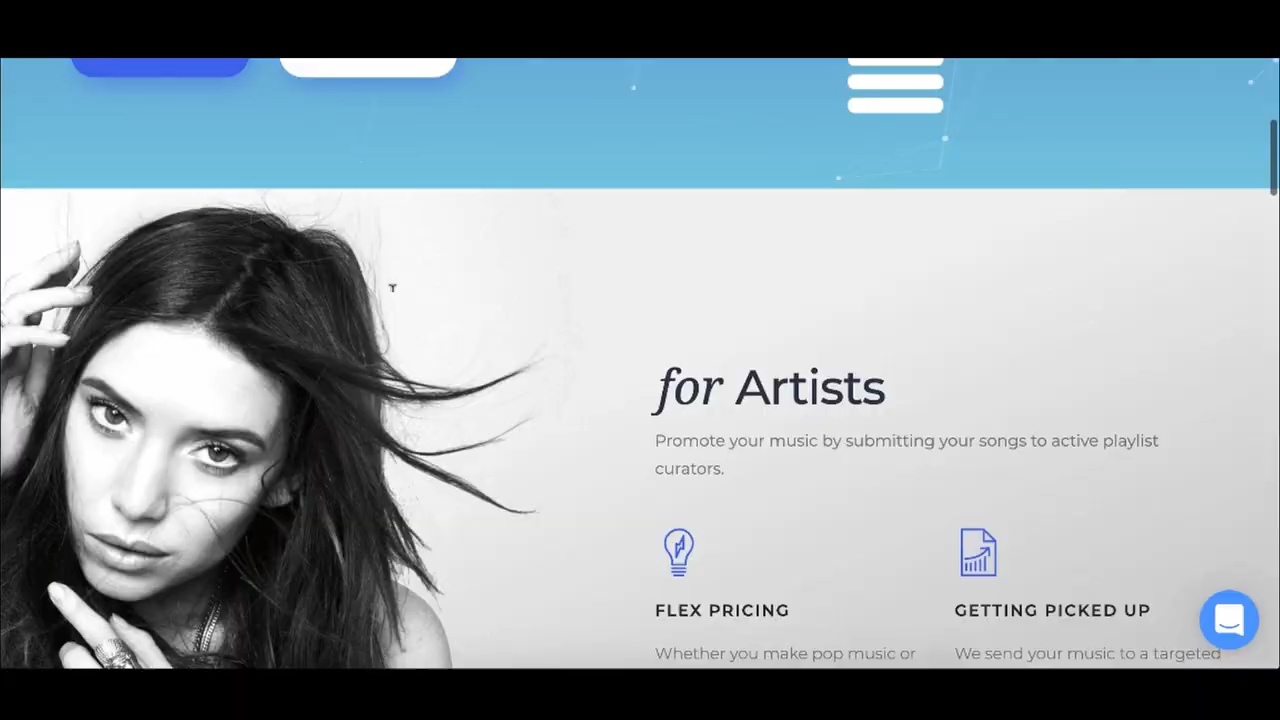 for Artists
Promote your music by submitting your songs to active playlist
curators.
FLEX PRICING
GETTING PICKED UP
Whether you make pop music or
We send your music to a targeted